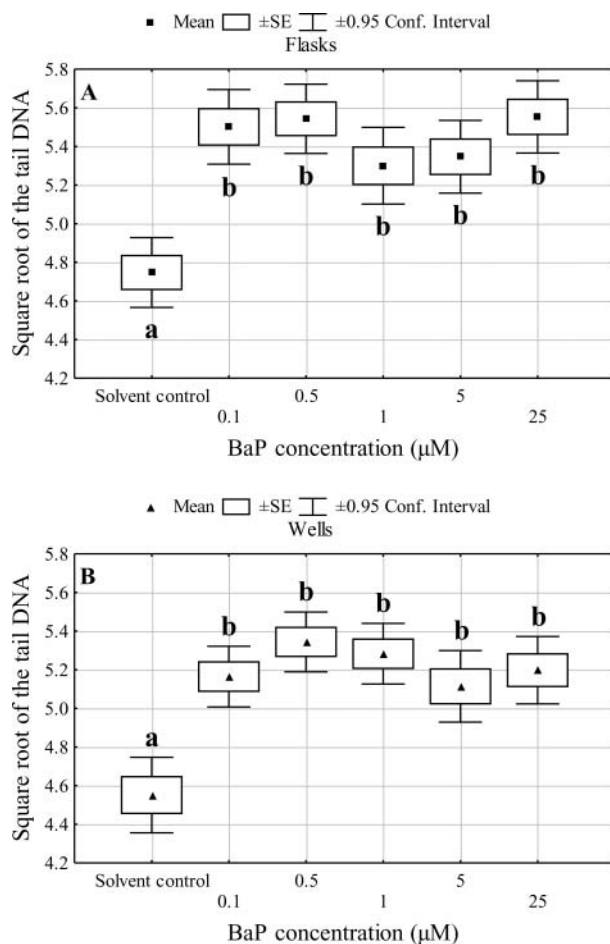 Mean ±SE ±0.95 Conf. Interval
Flasks
A
Square root of the tail DNA
5.8
5.6
5.4
5.2
5.0
4.8
4.6
4.4
4.2
a
b
b
b
b
b
Solvent control 0.5 5
0.1 1 25
BaP concentration (μM)
Mean ±SE ±0.95 Conf. Interval
Wells
B
Square root of the tail DNA
5.8
5.6
5.4
5.2
5.0
4.8
4.6
4.4
4.2
a
b
b
b
b
b
Solvent control 0.5 5
0.1 1 25
BaP concentration (μM)